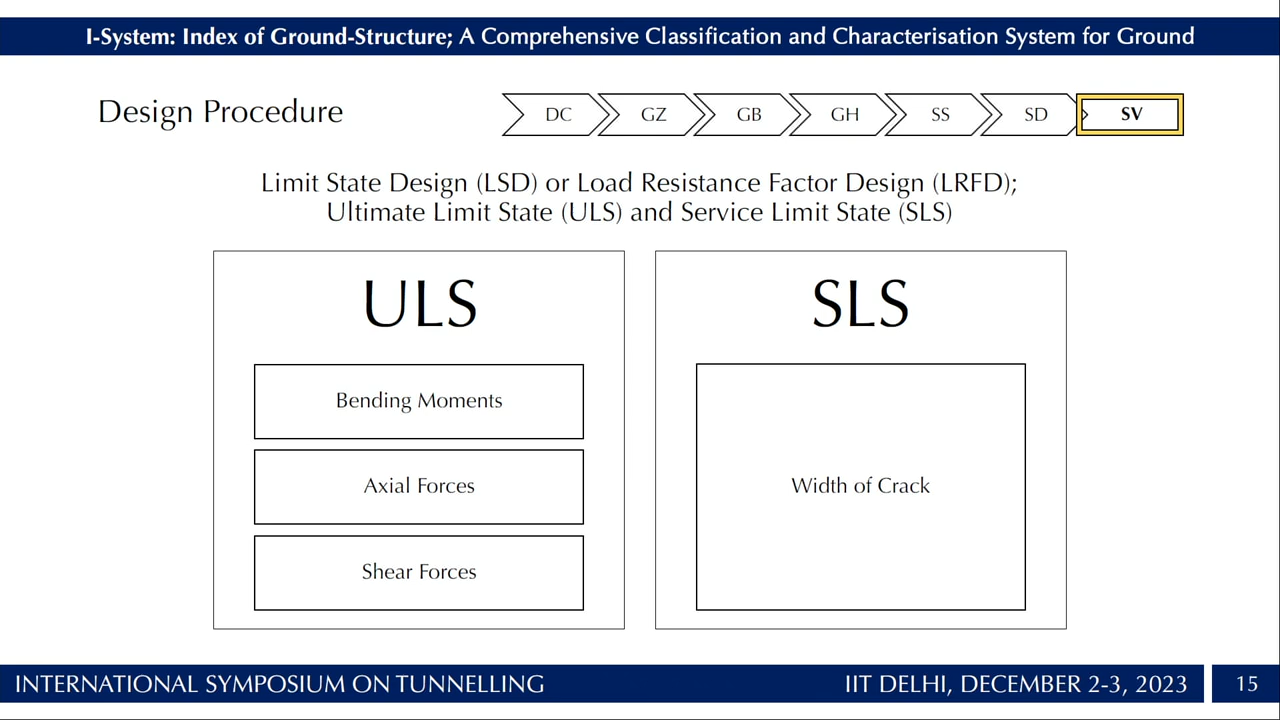 I-System: Index of Ground-Structure; A Comprehensive Classification and Characterisation System for Ground
Design Procedure
DC GZ GB GH SS SD SV
Limit State Design (LSD) or Load Resistance Factor Design (LRFD);
Ultimate Limit State (ULS) and Service Limit State (SLS)
ULS
Bending Moments
Axial Forces
Shear Forces
SLS
Width of Crack
INTERNATIONAL SYMPOSIUM ON TUNNELLING
IIT DELHI, DECEMBER 2-3, 2023
15